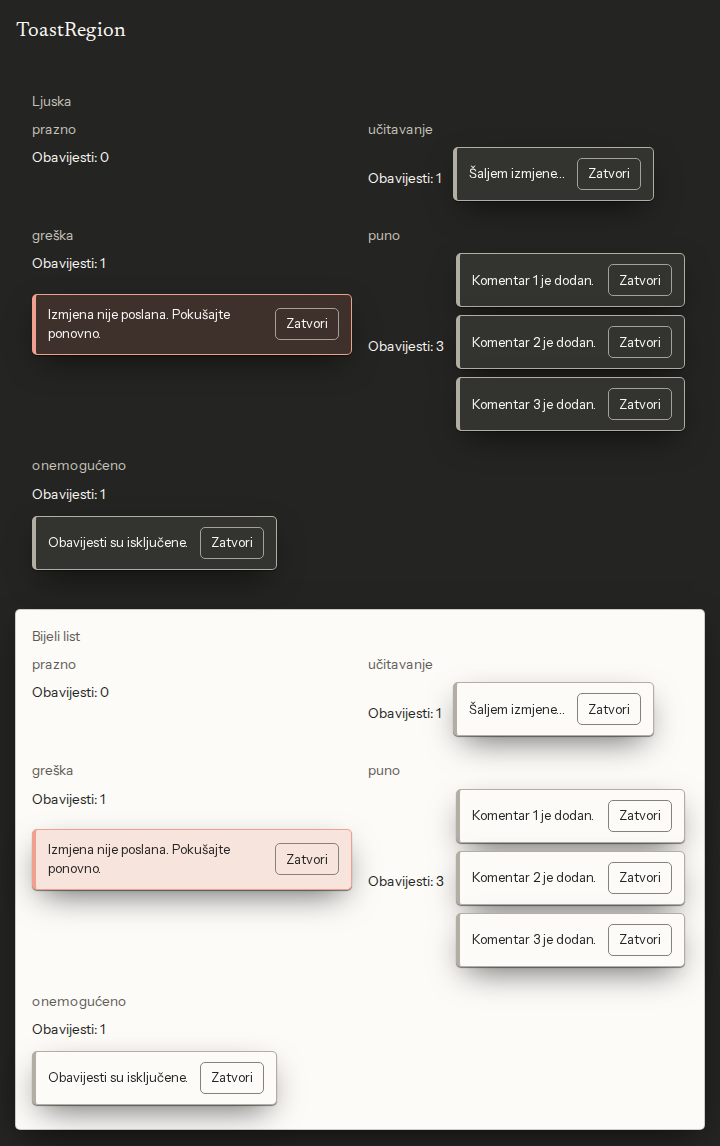 ToastRegion
Ljuska
prazno
Obavijesti: 0
učitavanje
Obavijesti: 1
Šaljem izmjene…
Zatvori
greška
Obavijesti: 1
Izmjena nije poslana. Pokušajte
ponovno.
Zatvori
puno
Obavijesti: 3
Komentar 1 je dodan.
Zatvori
Komentar 2 je dodan.
Zatvori
Komentar 3 je dodan.
Zatvori
onemogućeno
Obavijesti: 1
Obavijesti su isključene.
Zatvori
Bijeli list
prazno
Obavijesti: 0
učitavanje
Obavijesti: 1
Šaljem izmjene…
Zatvori
greška
Obavijesti: 1
Izmjena nije poslana. Pokušajte
ponovno.
Zatvori
puno
Obavijesti: 3
Komentar 1 je dodan.
Zatvori
Komentar 2 je dodan.
Zatvori
Komentar 3 je dodan.
Zatvori
onemogućeno
Obavijesti: 1
Obavijesti su isključene.
Zatvori